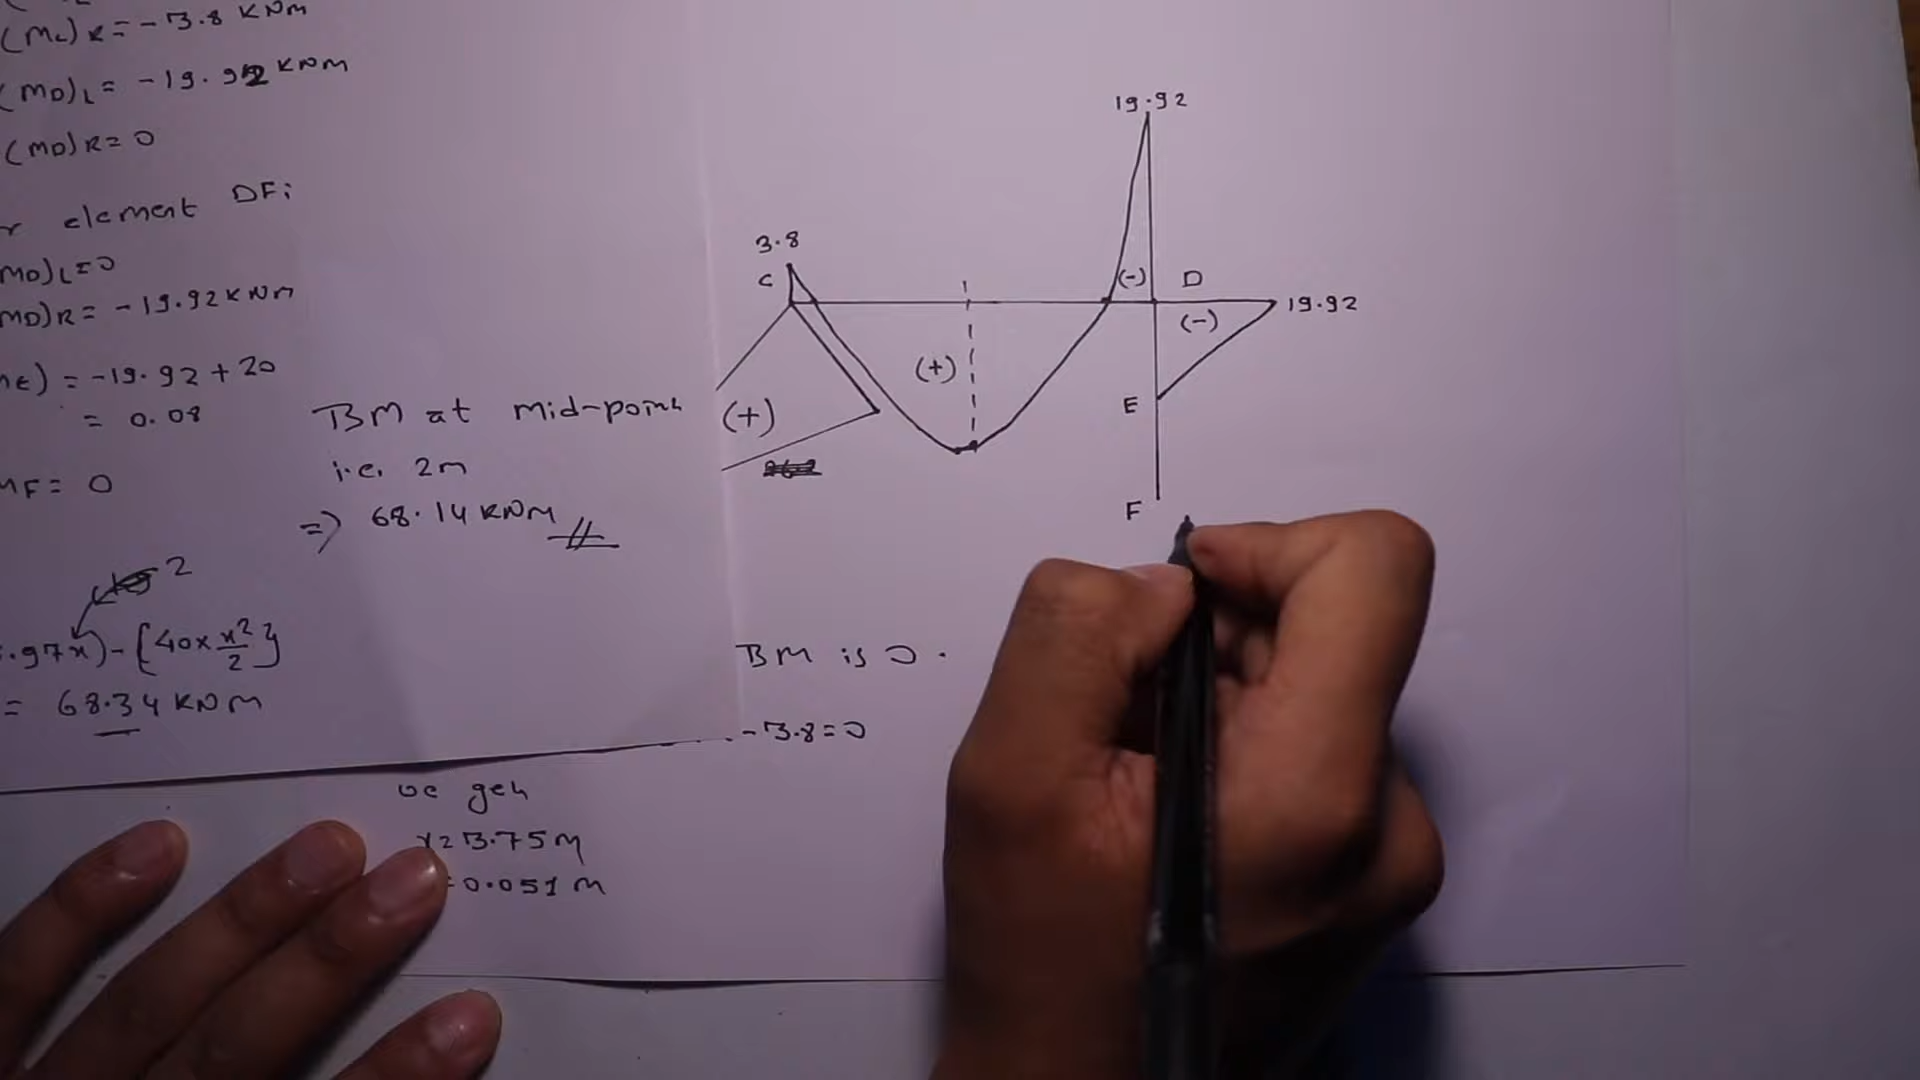 (Mc)R = -3.8 KNM
(MD)L = -19.92 KNM
(MD)R = 0
element DF;
MD)L = 0
MD)R = -19.92 KNM
= -19.92 + 20
= 0.08
MF = 0
2
.97x) - [40 x x²/2]
= 68.34 KNM
BM at mid-point
i.e. 2m
=> 68.14 KNM
we get
x = 3.75 M
= 0.051 M
BM is 0.
-3.8 = 0
19.92
3.8
C
(-)
D
19.92
(-)
(+)
(+)
E
F